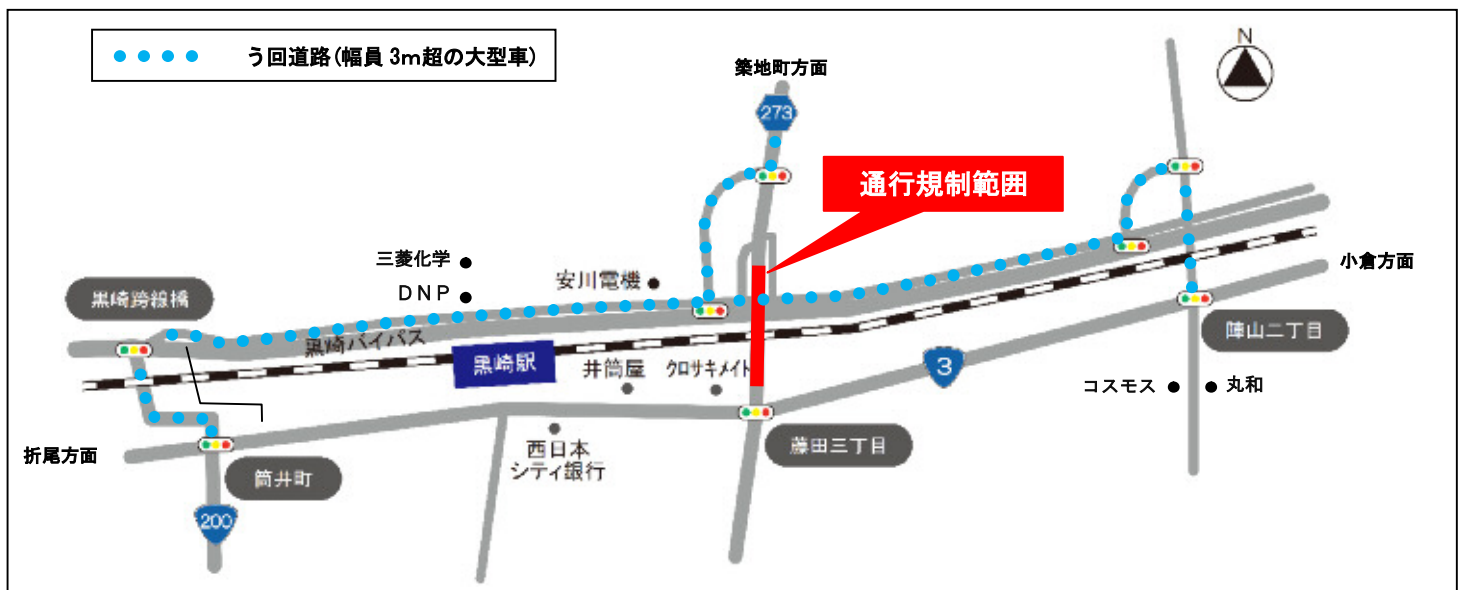 う回道路(幅員 3m超の大型車)
築地町方面
N
273
通行規制範囲
三菱化学
DNP
安川電機
小倉方面
黒崎跨線橋
黒崎バイパス
黒崎駅
井筒屋
クロサキメイト
3
陣山二丁目
コスモス
丸和
折尾方面
西日本
シティ銀行
藤田三丁目
筒井町
200